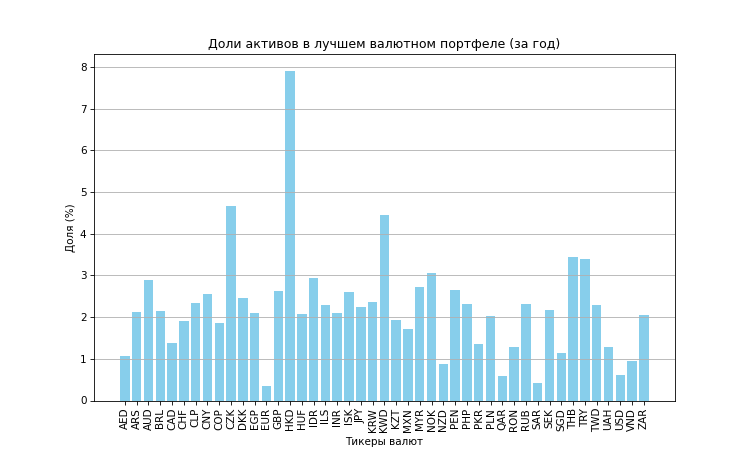 Доли активов в лучшем валютном портфеле (за год)
8
7
6
5
4
3
2
1
0
Доля (%)
AED ARS AUD BRL CAD CHF CLP CNY COP CZK DKK EGP EUR GBP HKD HUF IDR ILS INR ISK JPY KRW KWD KZT MXN MYR NOK NZD PEN PHP PKR PLN QAR RON RUB SAR SEK SGD THB TRY TWD UAH USD VND ZAR
Тикеры валют